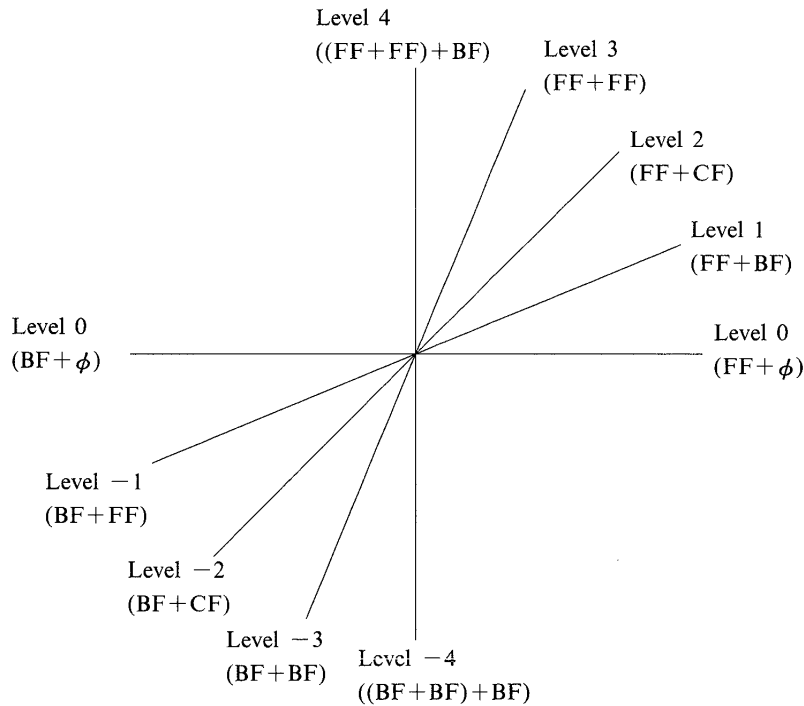 Level 4
((FF+FF)+BF)
Level 3
(FF+FF)
Level 2
(FF+CF)
Level 1
(FF+BF)
Level 0
(BF+ϕ)
Level 0
(FF+ϕ)
Level −1
(BF+FF)
Level −2
(BF+CF)
Level −3
(BF+BF)
Level −4
((BF+BF)+BF)